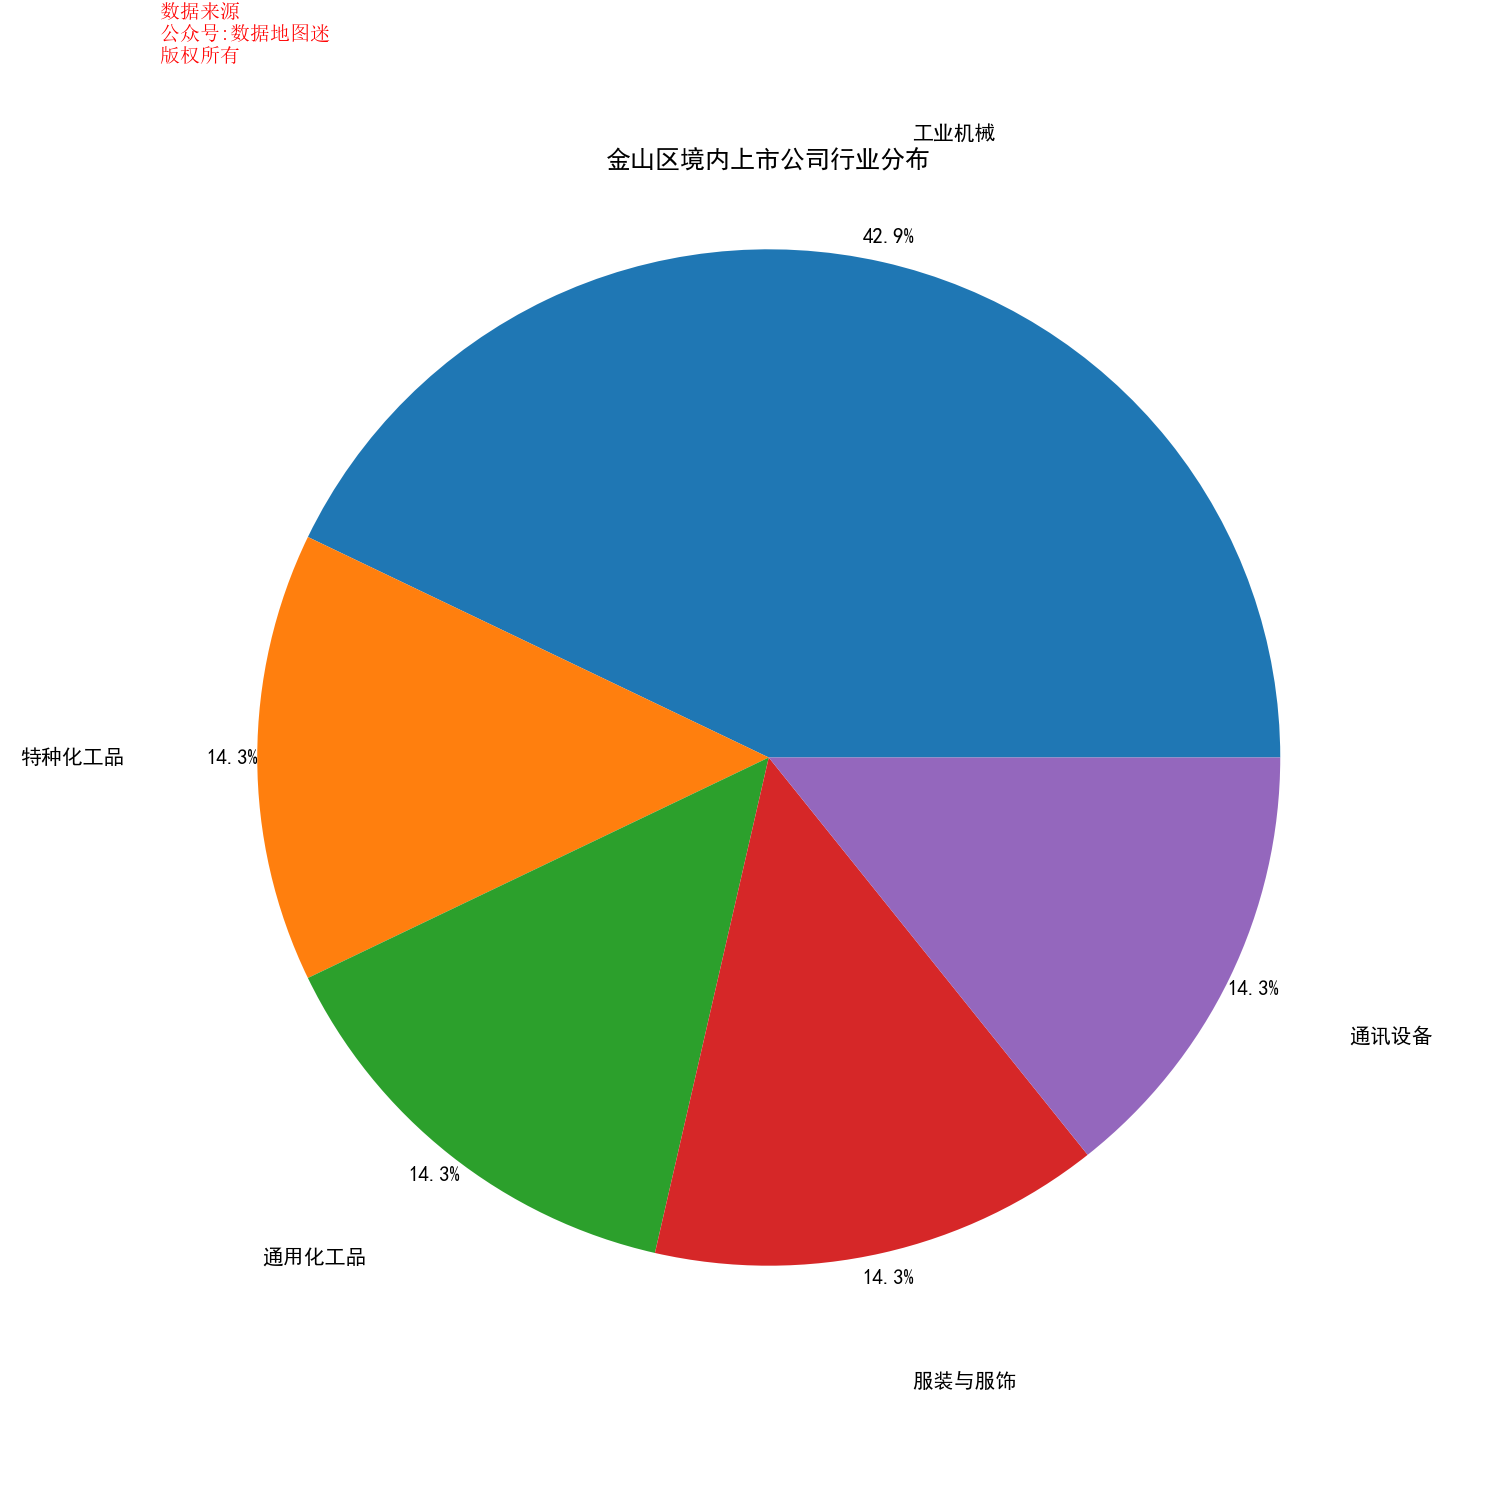 数据来源
公众号:数据地图迷
版权所有
工业机械
金山区境内上市公司行业分布
42.9%
特种化工品
14.3%
14.3%
通讯设备
14.3%
通用化工品
14.3%
服装与服饰